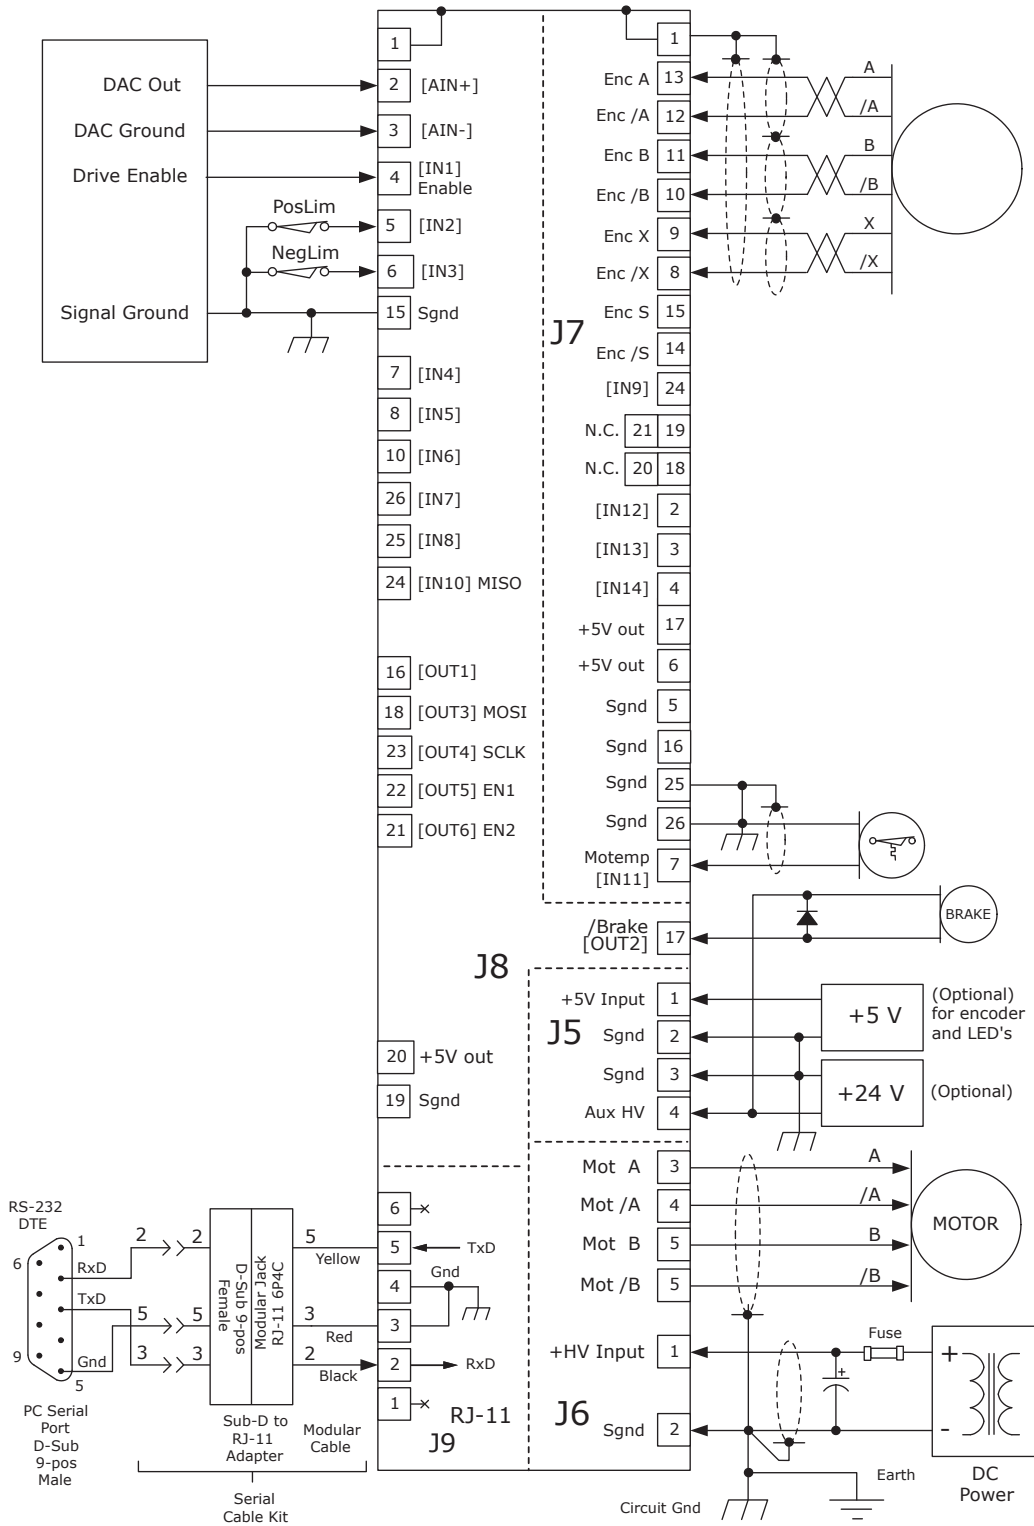 1
DAC Out
2 [AIN+]
DAC Ground
3 [AIN-]
Drive Enable
4 [IN1]
Enable
PosLim
5 [IN2]
NegLim
6 [IN3]
Signal Ground
15 Sgnd
7 [IN4]
8 [IN5]
10 [IN6]
26 [IN7]
25 [IN8]
24 [IN10] MISO
16 [OUT1]
18 [OUT3] MOSI
23 [OUT4] SCLK
22 [OUT5] EN1
21 [OUT6] EN2
J8
20 +5V out
19 Sgnd
J7
1
Enc A 13 A
Enc /A 12 /A
Enc B 11 B
Enc /B 10 /B
Enc X 9 X
Enc /X 8 /X
Enc S 15
Enc /S 14
[IN9] 24
N.C. 21 19
N.C. 20 18
[IN12] 2
[IN13] 3
[IN14] 4
+5V out 17
+5V out 6
Sgnd 5
Sgnd 16
Sgnd 25
Sgnd 26
Motemp
[IN11] 7
BRAKE
/Brake
[OUT2] 17
J5
+5V Input 1
Sgnd 2
+5 V
(Optional)
for encoder
and LED's
Sgnd 3
Aux HV 4
+24 V
(Optional)
Mot A 3 A
Mot /A 4 /A
Mot B 5 B
Mot /B 5 /B
MOTOR
J6
+HV Input 1
Fuse
+
Sgnd 2
+
-
DC
Power
Circuit Gnd
Earth
RS-232
DTE
1
6
RxD
TxD
9
Gnd
5
PC Serial
Port
D-Sub
9-pos
Male
2 2
5 5
3 3
D-Sub 9-pos
Female
Modular Jack
RJ-11 6P4C
5
Yellow
3
Red
2
Black
Sub-D to
RJ-11
Adapter
Modular
Cable
Serial
Cable Kit
6
5 TxD
4 Gnd
3
2 RxD
1
RJ-11
J9